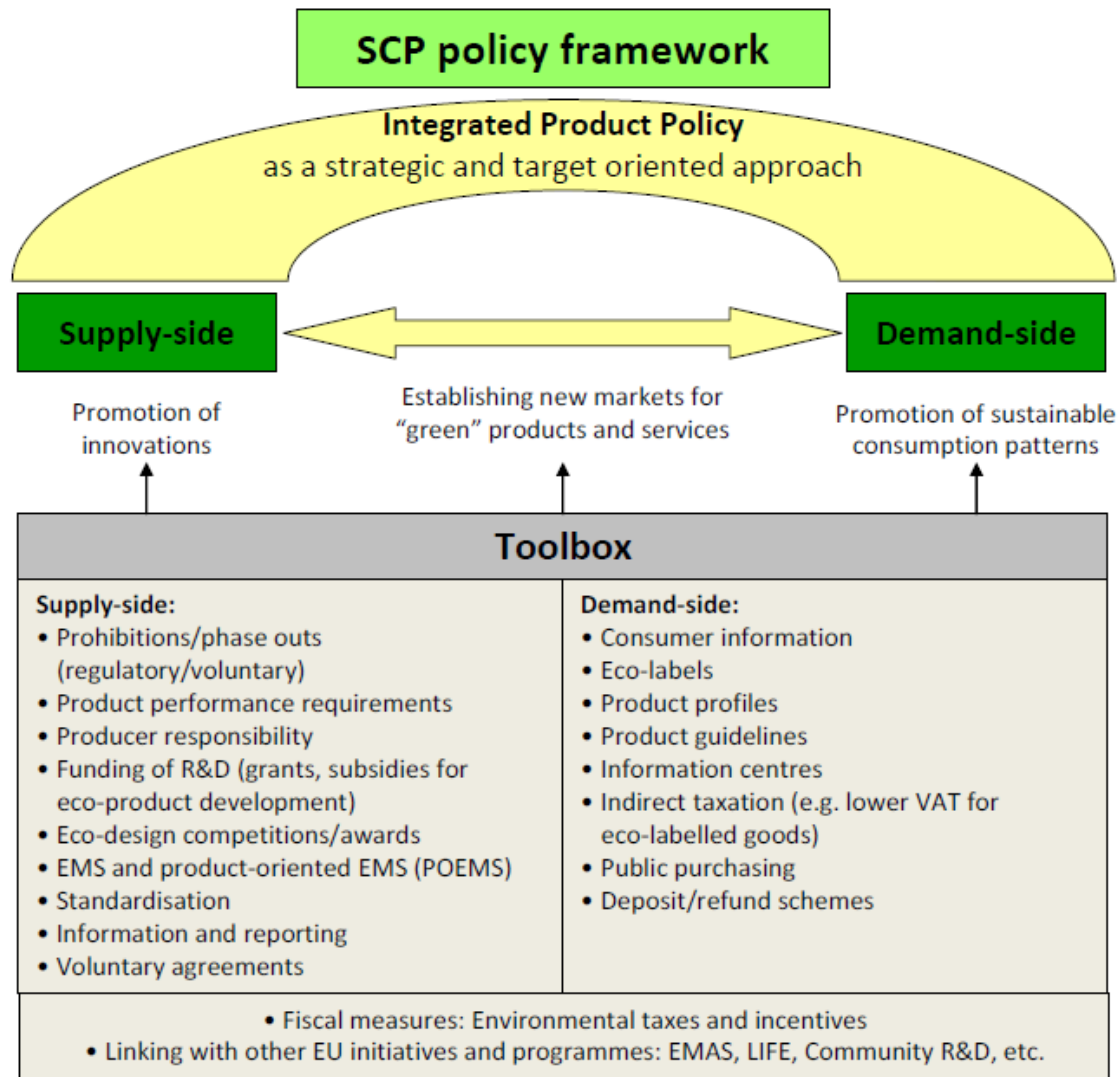 SCP policy framework
Integrated Product Policy
as a strategic and target oriented approach
Supply-side
Demand-side
Promotion of
innovations
Establishing new markets for
“green” products and services
Promotion of sustainable
consumption patterns
Toolbox
Supply-side:
• Prohibitions/phase outs
(regulatory/voluntary)
• Product performance requirements
• Producer responsibility
• Funding of R&D (grants, subsidies for
eco-product development)
• Eco-design competitions/awards
• EMS and product-oriented EMS (POEMS)
• Standardisation
• Information and reporting
• Voluntary agreements
Demand-side:
• Consumer information
• Eco-labels
• Product profiles
• Product guidelines
• Information centres
• Indirect taxation (e.g. lower VAT for
eco-labelled goods)
• Public purchasing
• Deposit/refund schemes
• Fiscal measures: Environmental taxes and incentives
• Linking with other EU initiatives and programmes: EMAS, LIFE, Community R&D, etc.